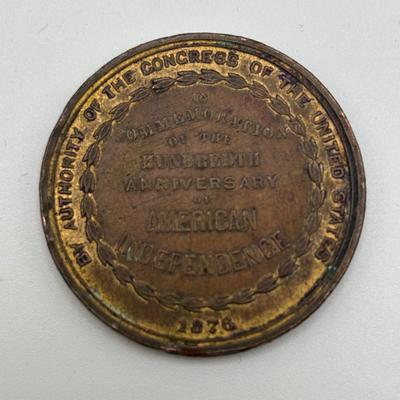 BY AUTHORITY OF THE CONGRESS OF THE UNITED STATES
IN
COMMEMORATION
OF THE
HUNDREDTH
ANNIVERSARY
OF
AMERICAN
INDEPENDENCE
1876